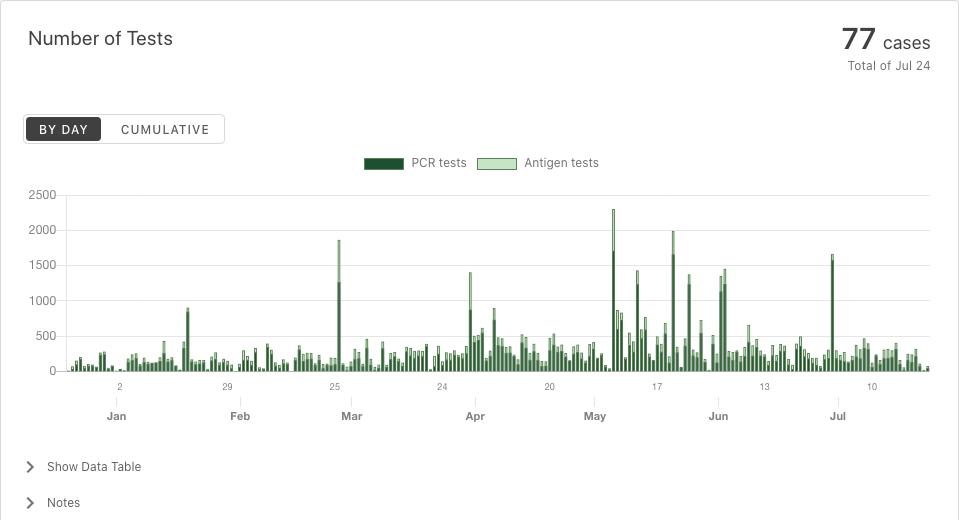 Number of Tests
77 cases
Total of Jul 24
BY DAY CUMULATIVE
PCR tests Antigen tests
2500
2000
1500
1000
500
0
2 29 25 24 20 17 13 10
Jan Feb Mar Apr May Jun Jul
Show Data Table
Notes